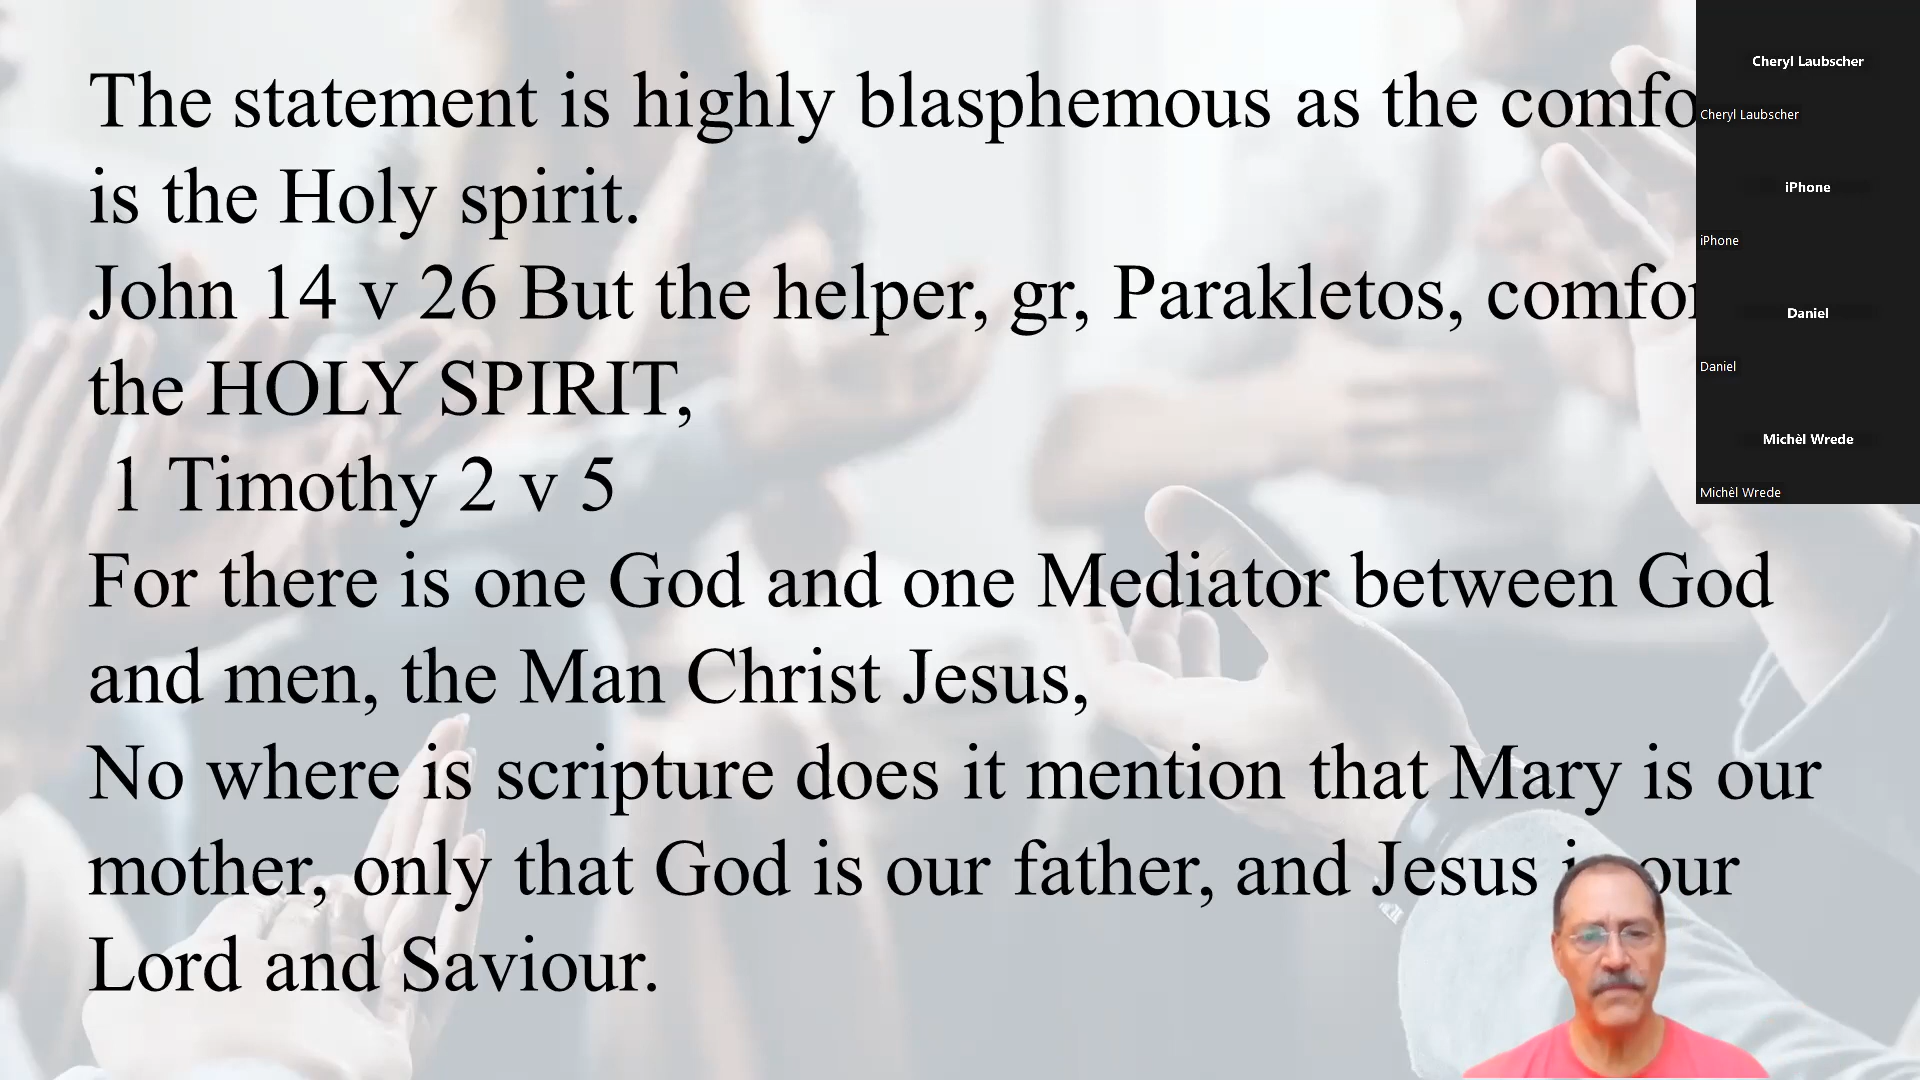 The statement is highly blasphemous as the
is the Holy spirit.
John 14 v 26 But the helper, gr, Parakletos,
the HOLY SPIRIT,
1 Timothy 2 v 5
For there is one God and one Mediator between God
and men, the Man Christ Jesus,
No where is scripture does it mention that Mary is our
mother, only that God is our father, and Jesus is our
Lord and Saviour.
Cheryl Laubscher
Cheryl Laubscher
iPhone
iPhone
Daniel
Daniel
Michèl Wrede
Michèl Wrede